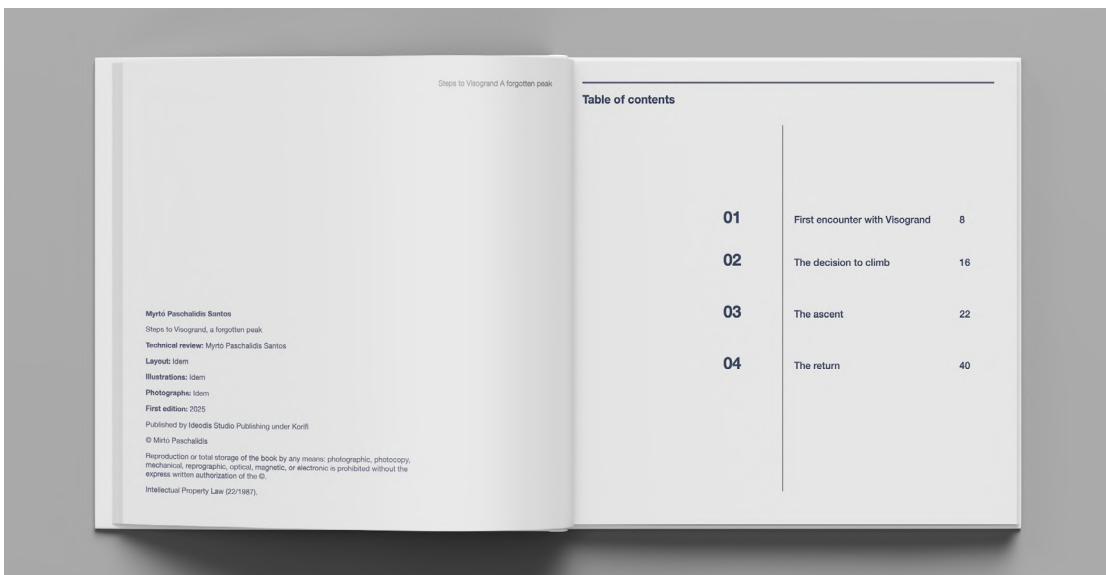 Steps to Visogrand A forgotten peak
Myrtó Paschalidis Santos
Steps to Visogrand, a forgotten peak
Technical review: Myrto Paschalidis Santos
Layout: Idem
Illustrations: Idem
Photographs: Idem
First edition: 2025
Published by Ideodis Studio Publishing under Korifi
© Mirto Paschalidis
Reproduction or total storage of the book by any means: photographic, photocopy,
mechanical, reprographic, optical, magnetic, or electronic is prohibited without the
express written authorization of the ©.
Intellectual Property Law (22/1987).
Table of contents
01 First encounter with Visogrand 8
02 The decision to climb 16
03 The ascent 22
04 The return 40